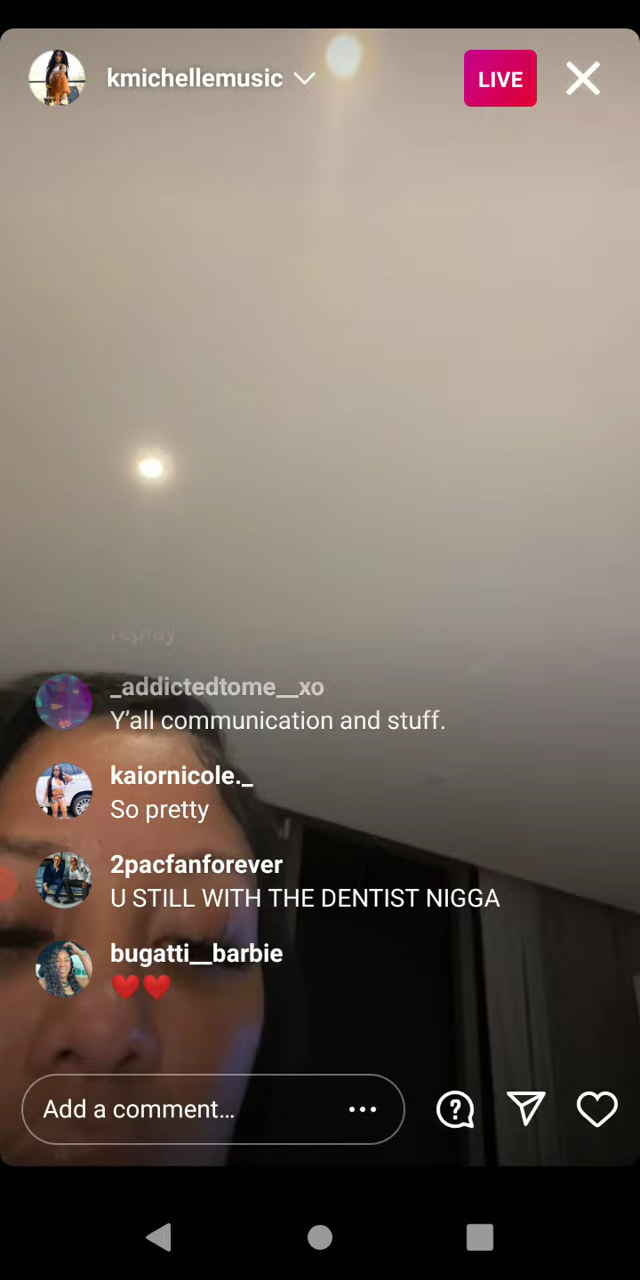 kmichellemusic
LIVE
replay
_addictedtome__xo
Y'all communication and stuff.
kaiornicole._
So pretty
2pacfanforever
U STILL WITH THE DENTIST NIGGA
bugatti__barbie
❤️❤️
Add a comment...